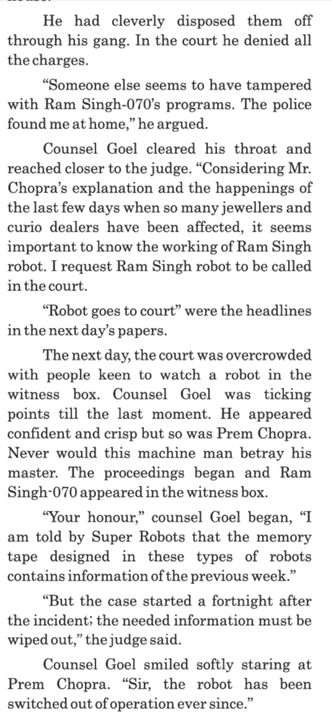 He had cleverly disposed them off
through his gang. In the court he denied all
the charges.
“Someone else seems to have tampered
with Ram Singh-070’s programs. The police
found me at home,” he argued.
Counsel Goel cleared his throat and
reached closer to the judge. “Considering Mr.
Chopra’s explanation and the happenings of
the last few days when so many jewellers and
curio dealers have been affected, it seems
important to know the working of Ram Singh
robot. I request Ram Singh robot to be called
in the court.
“Robot goes to court” were the headlines
in the next day’s papers.
The next day, the court was overcrowded
with people keen to watch a robot in the
witness box. Counsel Goel was ticking
points till the last moment. He appeared
confident and crisp but so was Prem Chopra.
Never would this machine man betray his
master. The proceedings began and Ram
Singh-070 appeared in the witness box.
“Your honour,” counsel Goel began, “I
am told by Super Robots that the memory
tape designed in these types of robots
contains information of the previous week.”
“But the case started a fortnight after
the incident; the needed information must be
wiped out,” the judge said.
Counsel Goel smiled softly staring at
Prem Chopra. “Sir, the robot has been
switched out of operation ever since.”